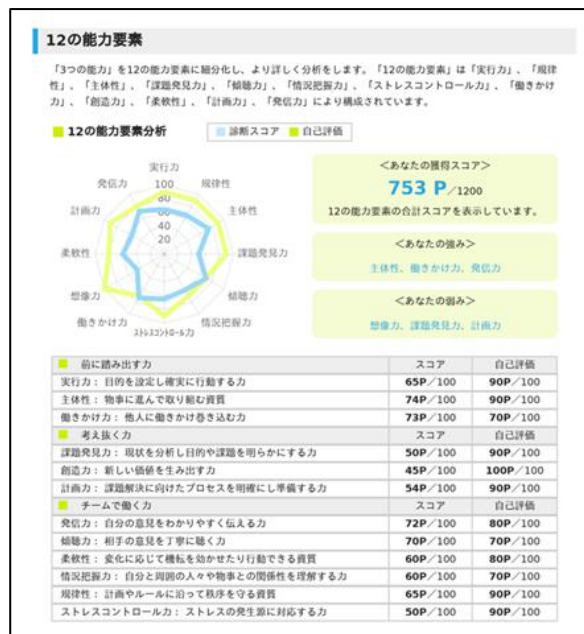 12の能力要素
「3つの能力」を12の能力要素に細分化し、より詳しく分析をします。「12の能力要素」は「実行力」、「規律
性」、「主体性」、「課題発見力」、「傾聴力」、「情況把握力」、「ストレスコントロール力」、「働きかけ
力」、「創造力」、「柔軟性」、「計画力」、「発信力」により構成されています。
12の能力要素分析
診断スコア 自己評価
実行力
発信力 100 規律性
80
計画力 60 主体性
40
20
柔軟性 課題発見力
想像力 傾聴力
働きかけ力 情況把握力
ストレスコントロール力
＜あなたの獲得スコア＞
753 P／1200
12の能力要素の合計スコアを表示しています。
＜あなたの強み＞
主体性、働きかけ力、発信力
＜あなたの弱み＞
想像力、課題発見力、計画力
前に踏み出す力 スコア 自己評価
実行力： 目的を設定し確実に行動する力 65P／100 90P／100
主体性： 物事に進んで取り組む資質 74P／100 90P／100
働きかけ力： 他人に働きかけ巻き込む力 73P／100 70P／100
考え抜く力 スコア 自己評価
課題発見力： 現状を分析し目的や課題を明らかにする力 50P／100 90P／100
創造力： 新しい価値を生み出す力 45P／100 100P／100
計画力： 課題解決に向けたプロセスを明確にし準備する力 54P／100 90P／100
チームで働く力 スコア 自己評価
発信力： 自分の意見をわかりやすく伝える力 72P／100 80P／100
傾聴力： 相手の意見を丁寧に聴く力 70P／100 70P／100
柔軟性： 変化に応じて機転を効かせたり行動できる資質 60P／100 80P／100
情況把握力： 自分と周囲の人々や物事との関係性を理解する力 60P／100 70P／100
規律性： 計画やルールに沿って秩序を守る資質 65P／100 90P／100
ストレスコントロール力： ストレスの発生源に対応する力 50P／100 90P／100